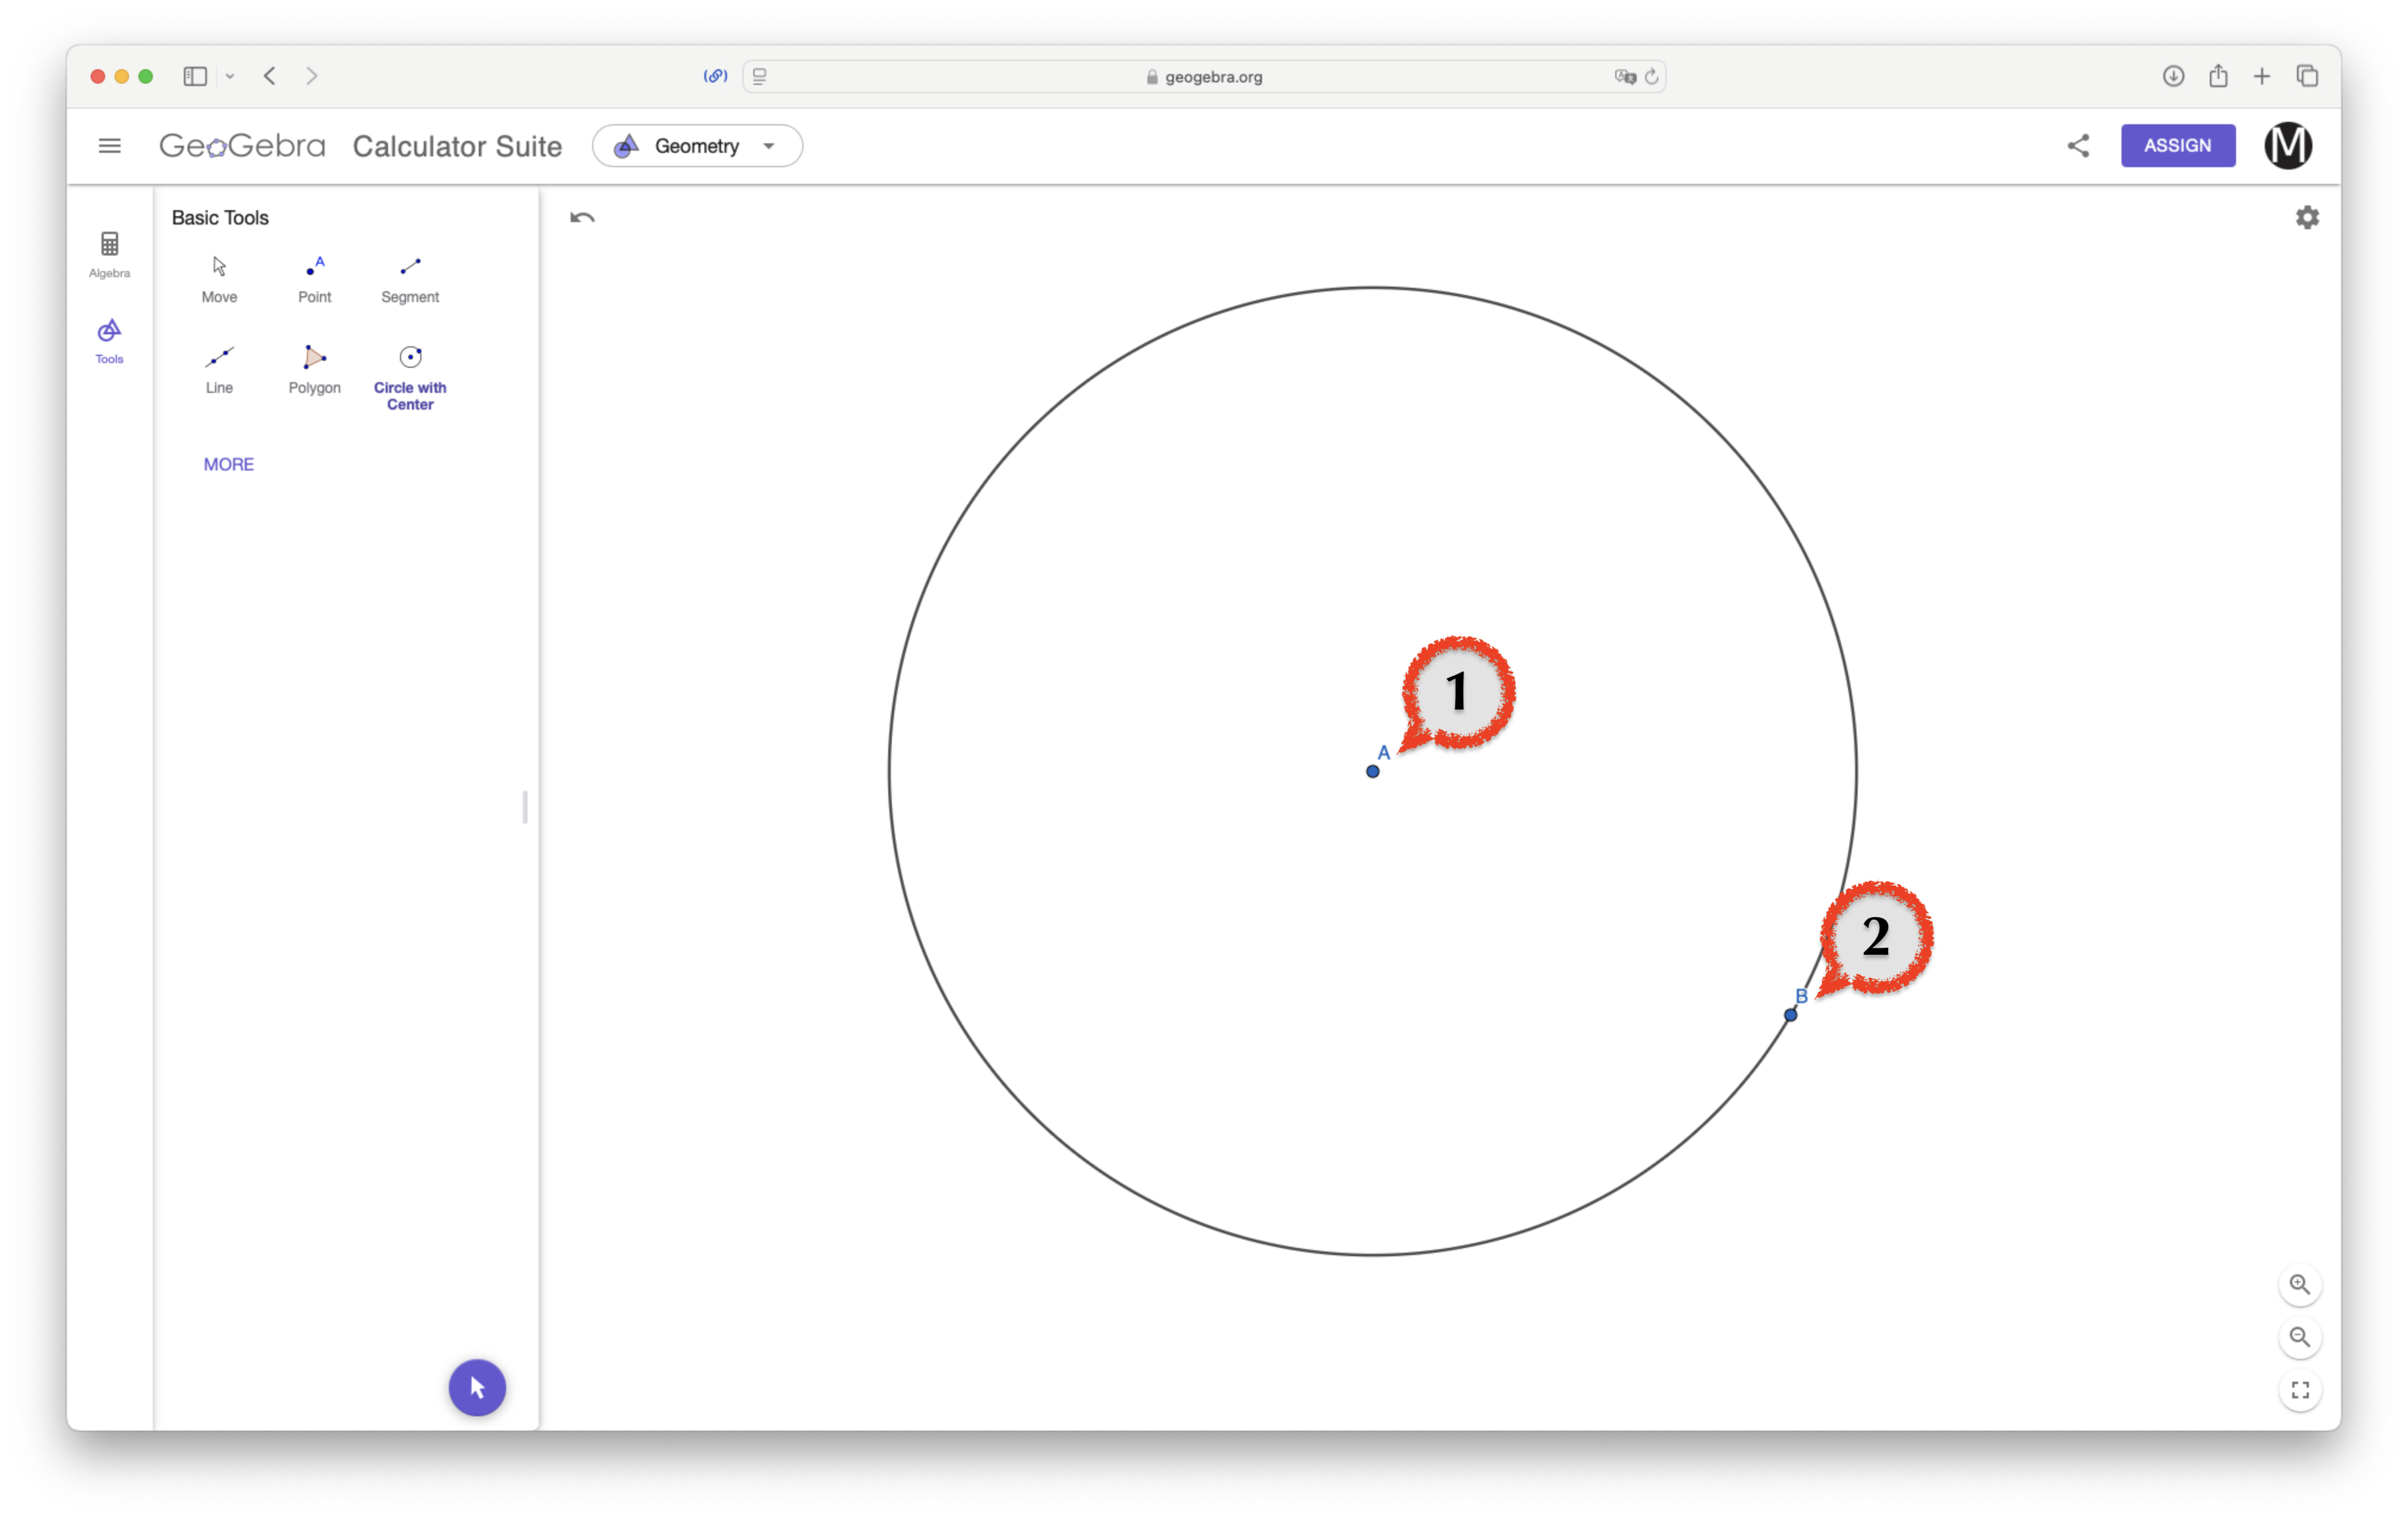 geogebra.org
GeoGebra Calculator Suite Geometry ASSIGN M
Algebra
Tools
Basic Tools
Move Point Segment
Line Polygon Circle with Center
MORE
A
1
A
2
B